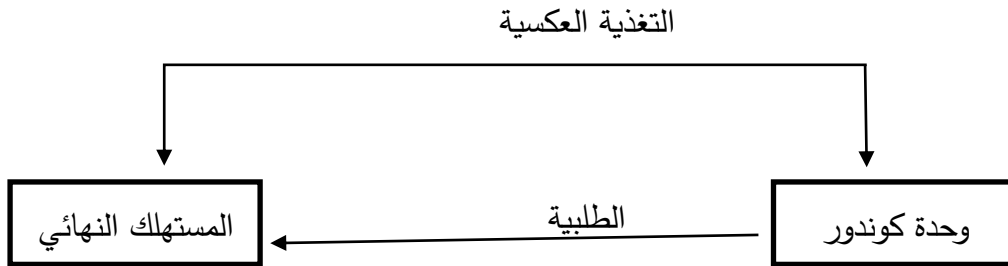 التغذية العكسية
وحدة كوندور
الطلبية
المستهلك النهائي